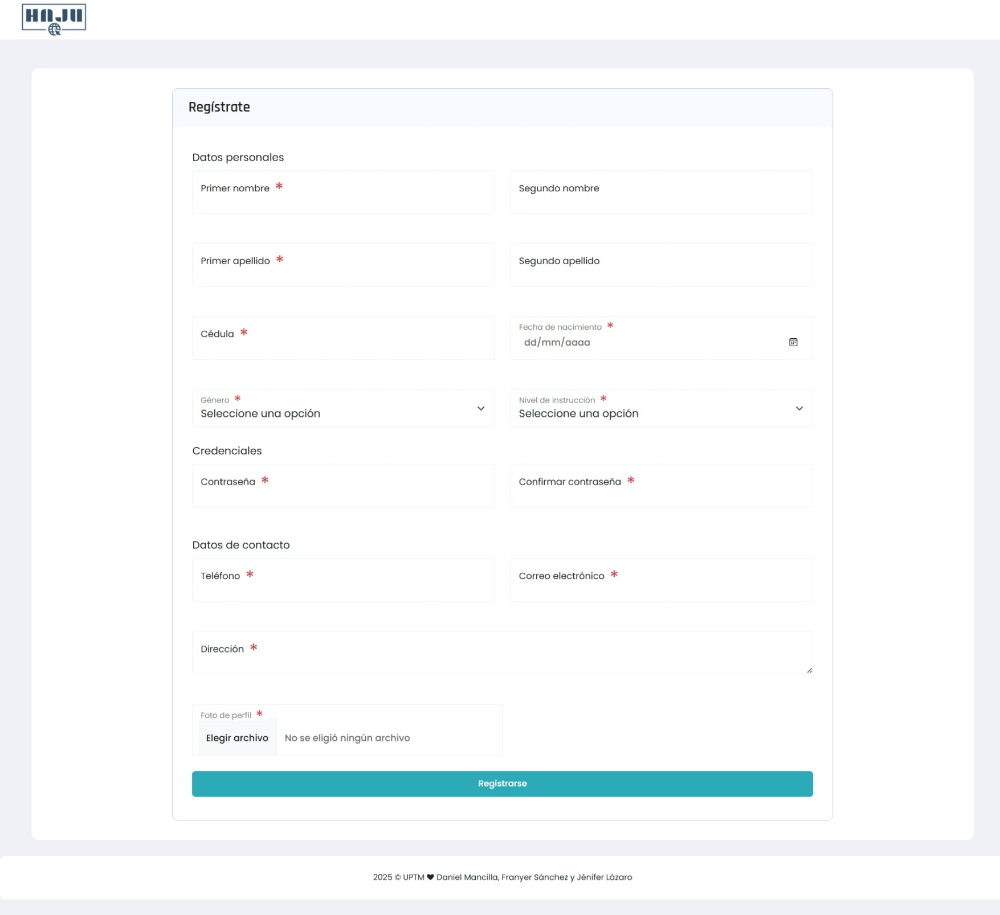 HAJU
Regístrate
Datos personales
Primer nombre *
Segundo nombre
Primer apellido *
Segundo apellido
Cédula *
Fecha de nacimiento *
dd/mm/aaaa
Género *
Seleccione una opción
Nivel de instrucción *
Seleccione una opción
Credenciales
Contraseña *
Confirmar contraseña *
Datos de contacto
Teléfono *
Correo electrónico *
Dirección *
Foto de perfil *
Elegir archivo No se eligió ningún archivo
Registrarse
2025 © UPTM ♥ Daniel Mancilla, Franyer Sánchez y Jénifer Lázaro